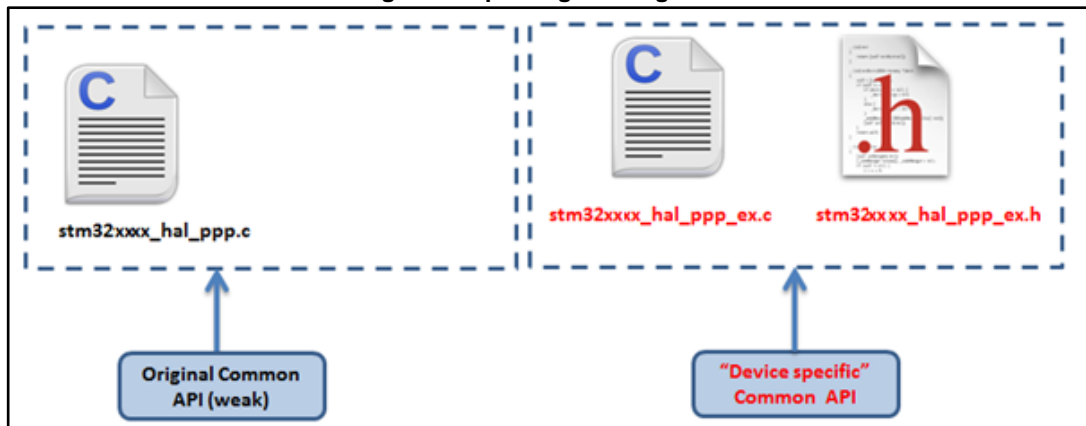 C
stm32xxxx_hal_ppp.c
Original Common
API (weak)
C
stm32xxxx_hal_ppp_ex.c
.h
stm32xxxx_hal_ppp_ex.h
“Device specific”
Common API